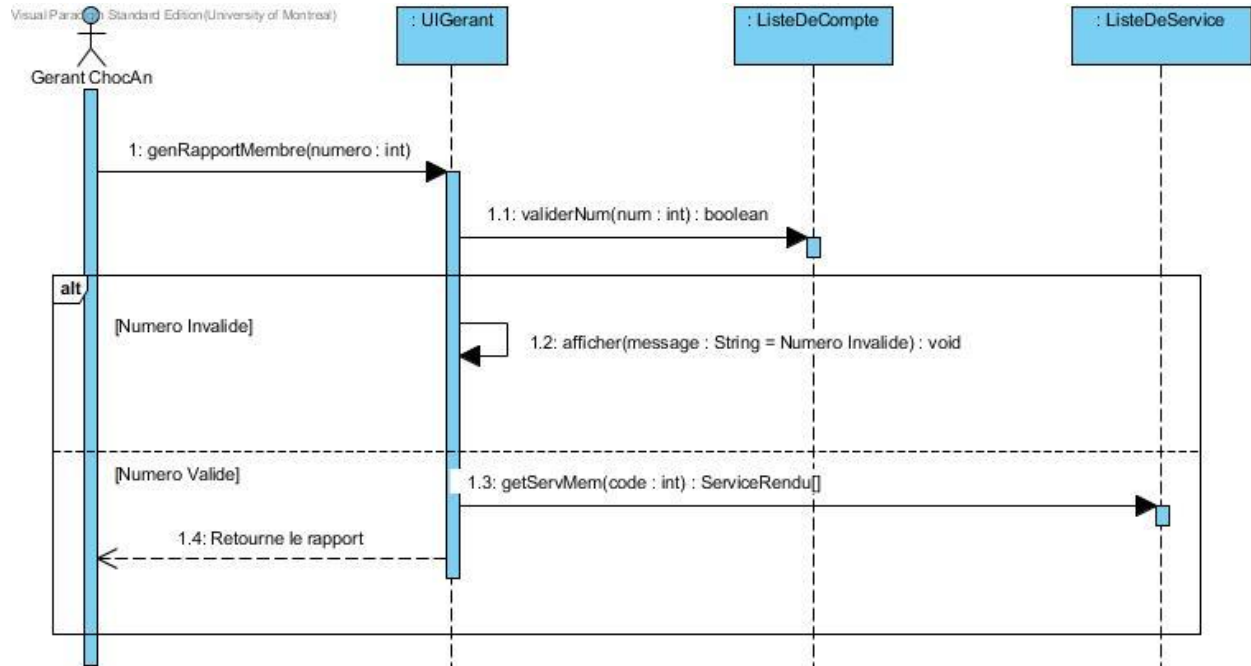 Visual Paradigm Standard Edition(University of Montreal)
: UIGerant
: ListeDeCompte
: ListeDeService
Gerant ChocAn
1: genRapportMembre(numero : int)
1.1: validerNum(num : int) : boolean
alt
[Numero Invalide]
1.2: afficher(message : String = Numero Invalide) : void
[Numero Valide]
1.3: getServMem(code : int) : ServiceRendu[]
1.4: Retourne le rapport